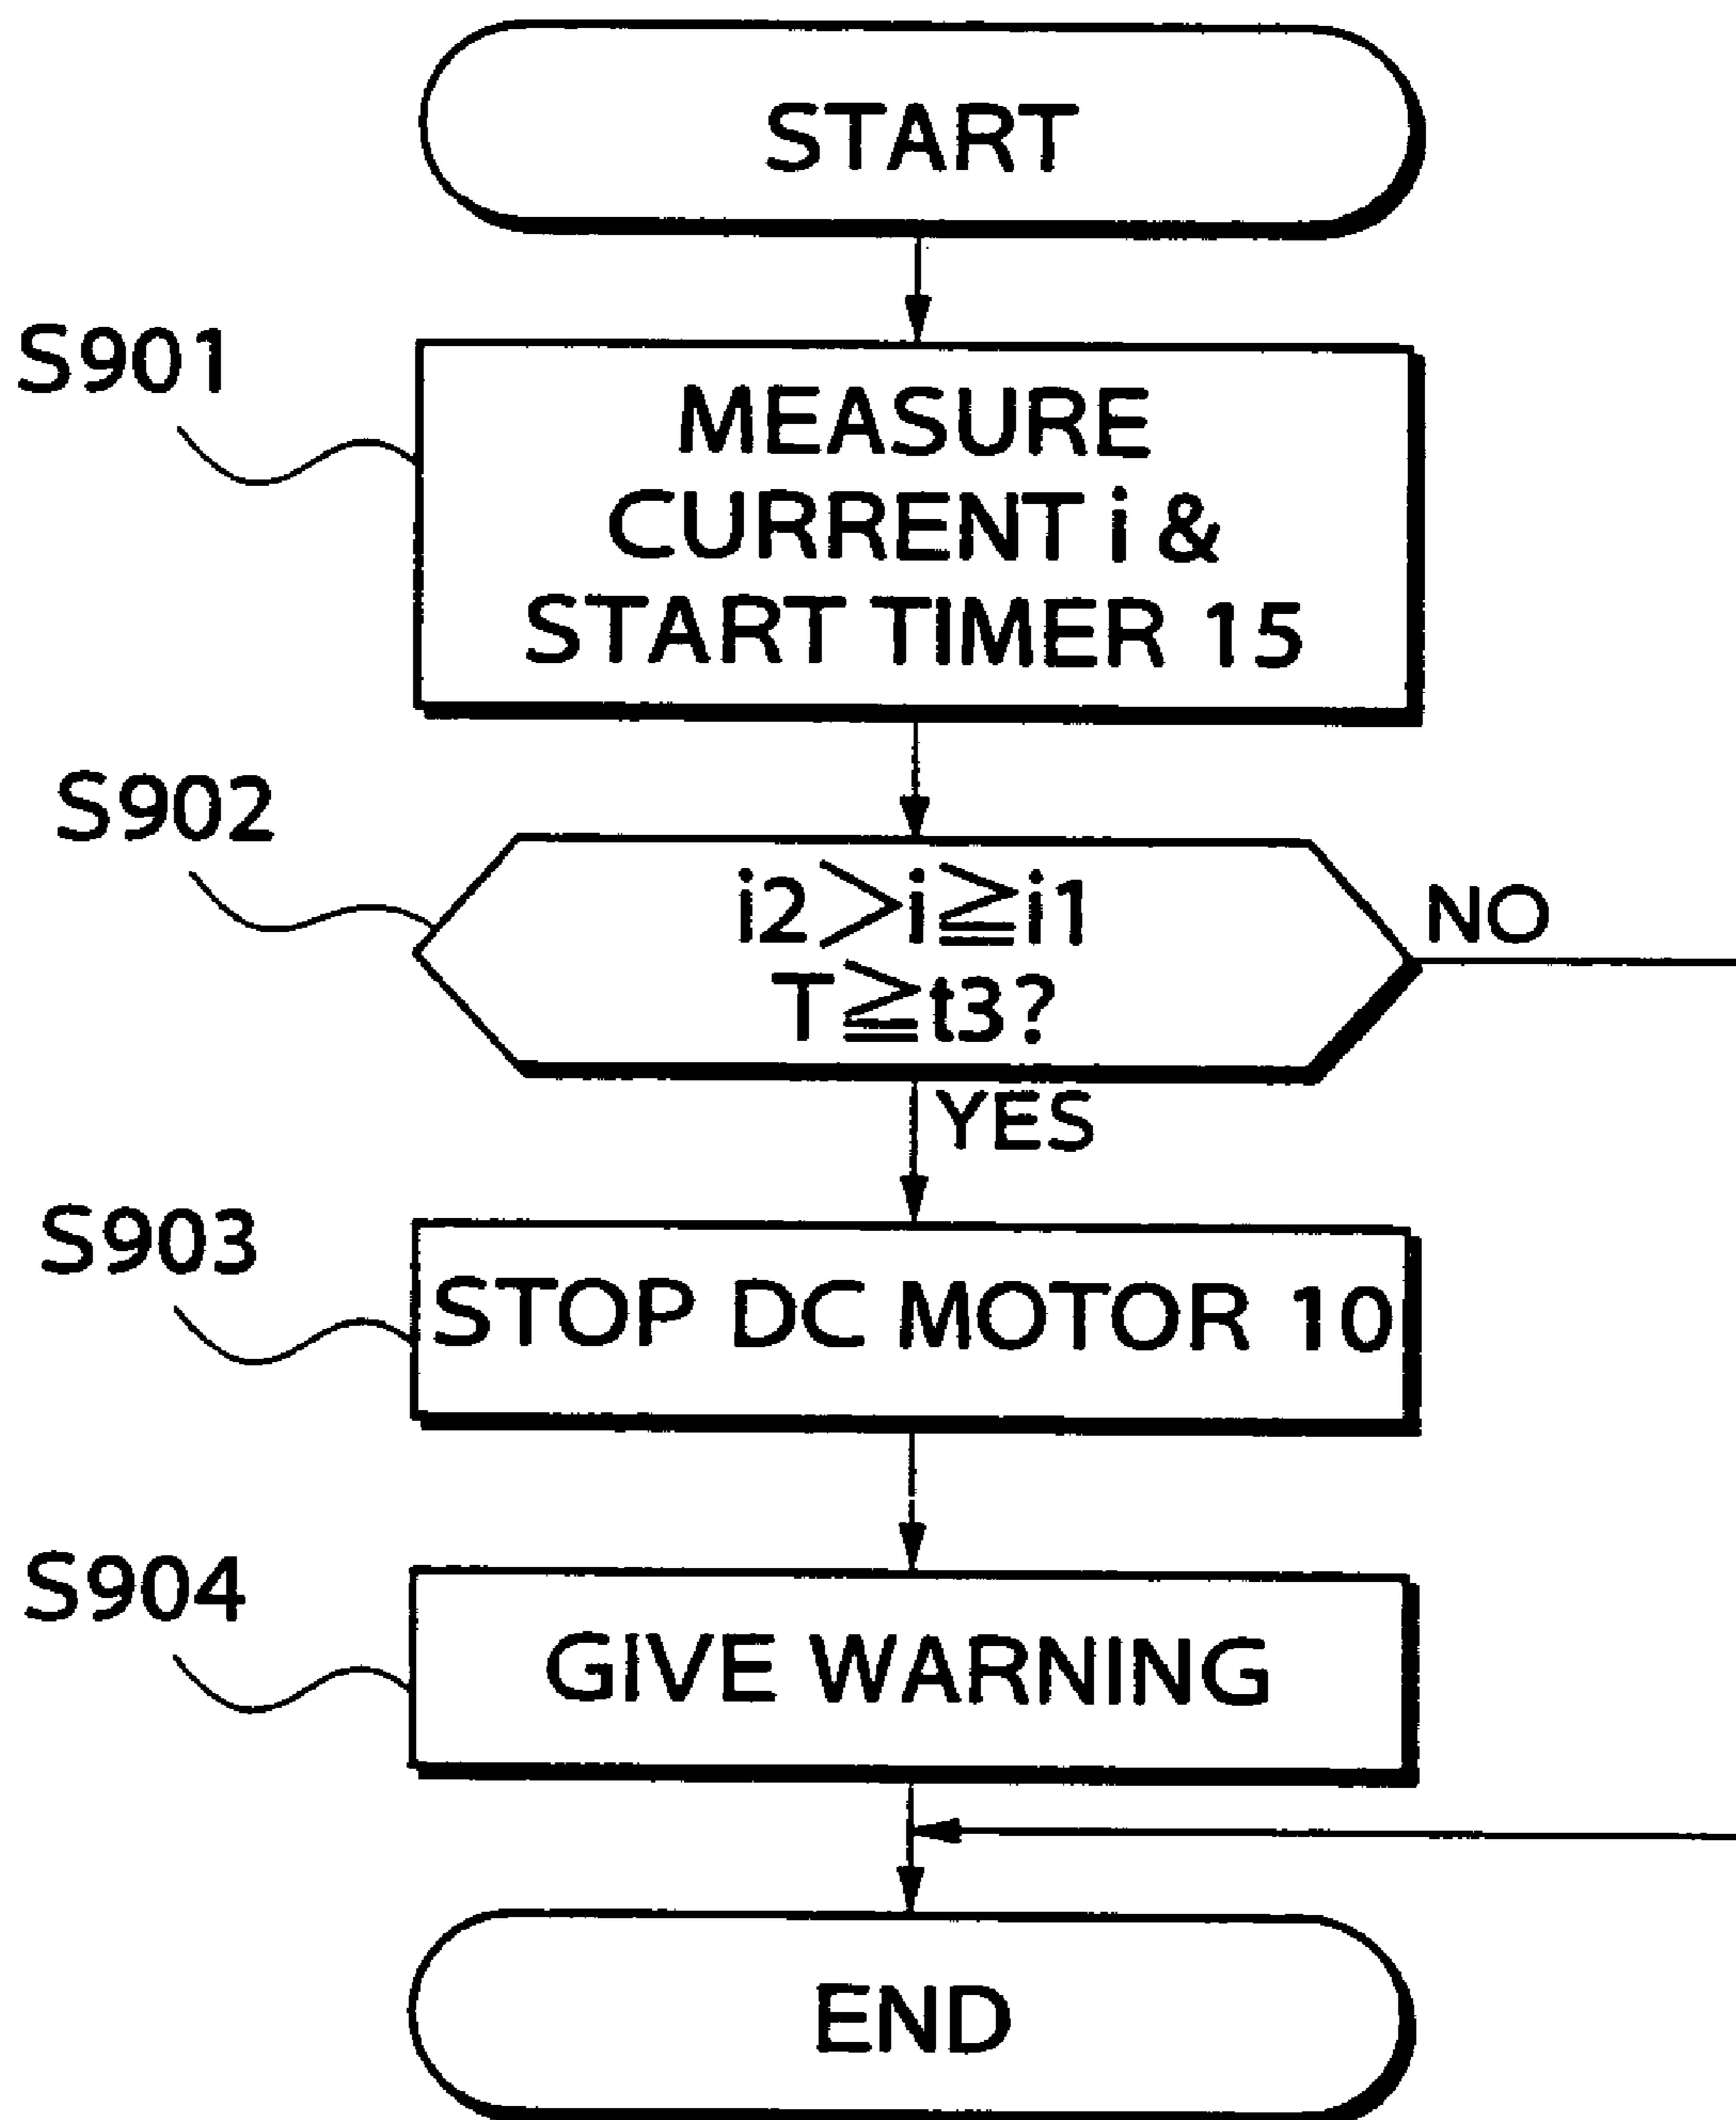 START
S901
MEASURE
CURRENT i &
START TIMER 15
S902
i2>i≧i1
T≧t3?
NO
YES
S903
STOP DC MOTOR 10
S904
GIVE WARNING
END